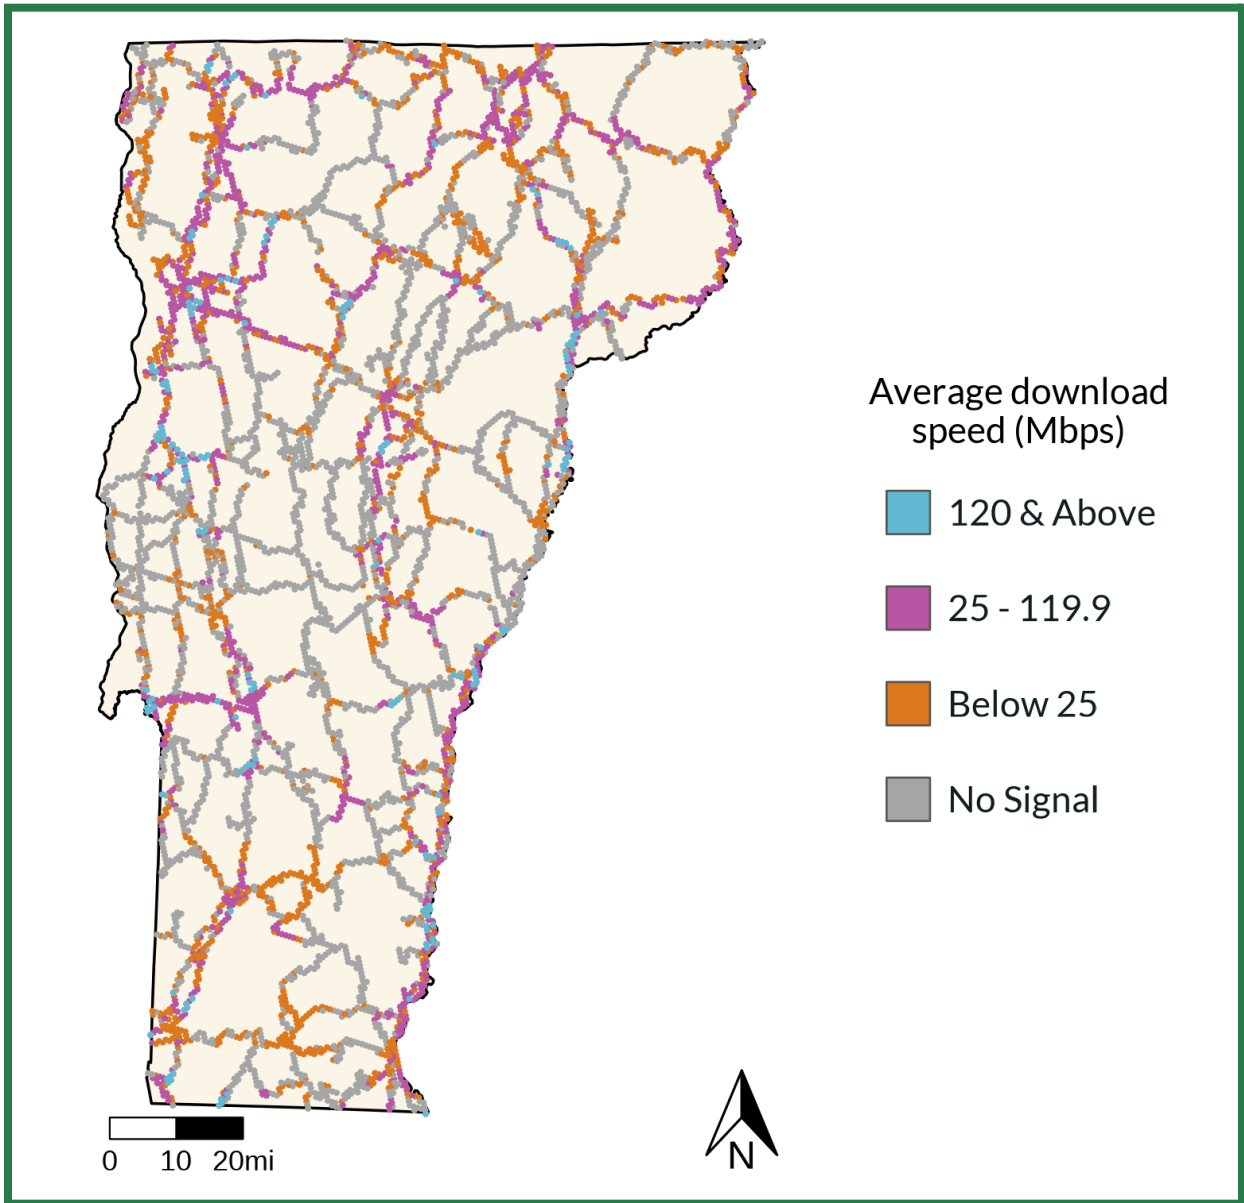 Average download
speed (Mbps)
120 & Above
25 - 119.9
Below 25
No Signal
0 10 20mi
N